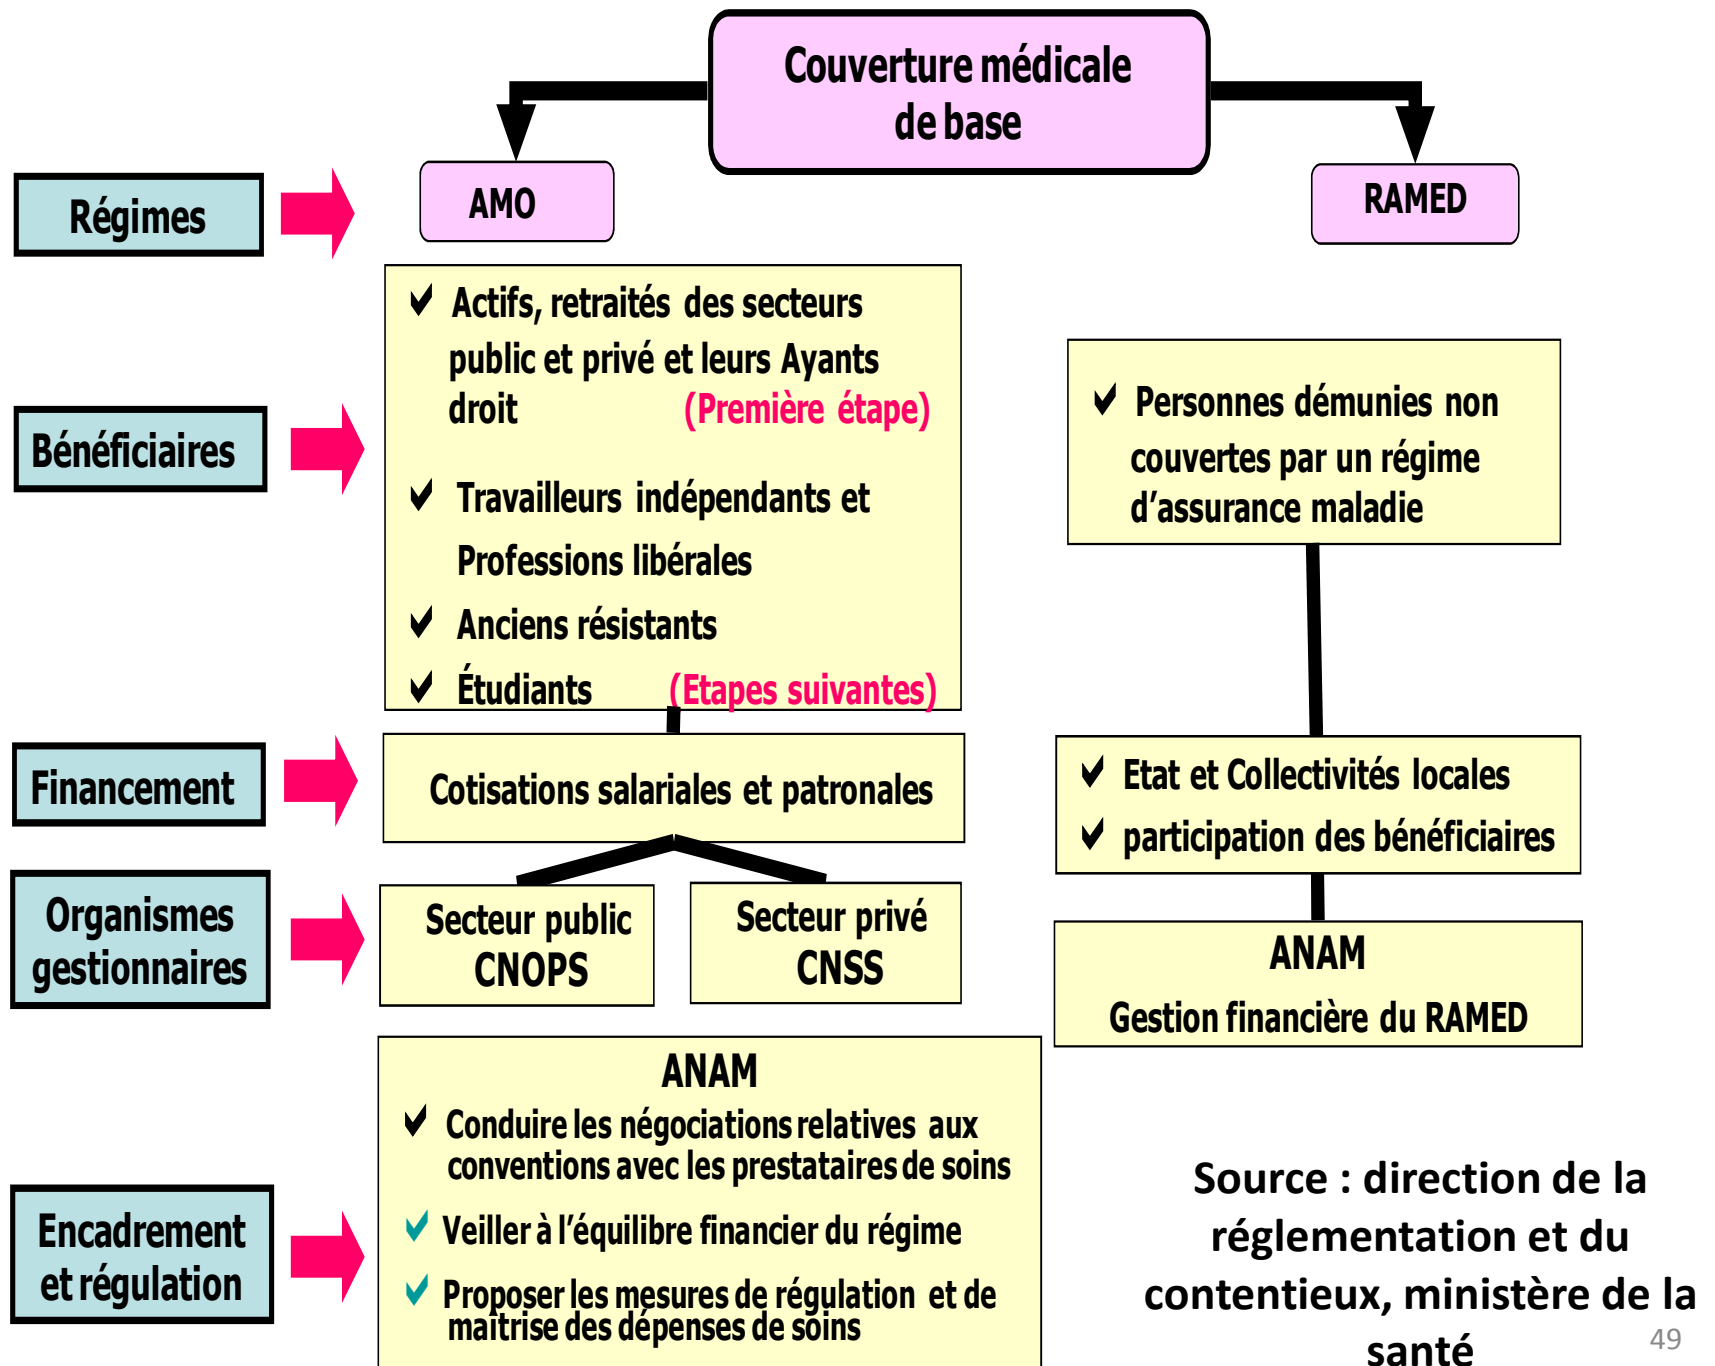 Couverture médicale
de base
Régimes
AMO
RAMED
Bénéficiaires
Actifs, retraités des secteurs
public et privé et leurs Ayants
droit (Première étape)
Travailleurs indépendants et
Professions libérales
Anciens résistants
Étudiants (Etapes suivantes)
Personnes démunies non
couvertes par un régime
d’assurance maladie
Financement
Cotisations salariales et patronales
Etat et Collectivités locales
participation des bénéficiaires
Organismes
gestionnaires
Secteur public
CNOPS
Secteur privé
CNSS
ANAM
Gestion financière du RAMED
Encadrement
et régulation
ANAM
Conduire les négociations relatives aux
conventions avec les prestataires de soins
Veiller à l’équilibre financier du régime
Proposer les mesures de régulation et de
maîtrise des dépenses de soins
Source : direction de la
réglementation et du
contentieux, ministère de la
santé
49